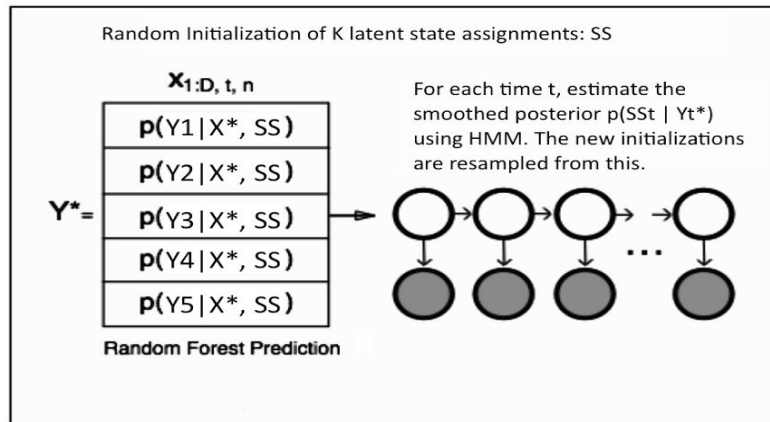 Random Initialization of K latent state assignments: SS
X1:D, t, n
p(Y1|X*, SS)
p(Y2|X*, SS)
Y*= p(Y3|X*, SS)
p(Y4|X*, SS)
p(Y5|X*, SS)
Random Forest Prediction
For each time t, estimate the
smoothed posterior p(SSt | Yt*)
using HMM. The new initializations
are resampled from this.
...